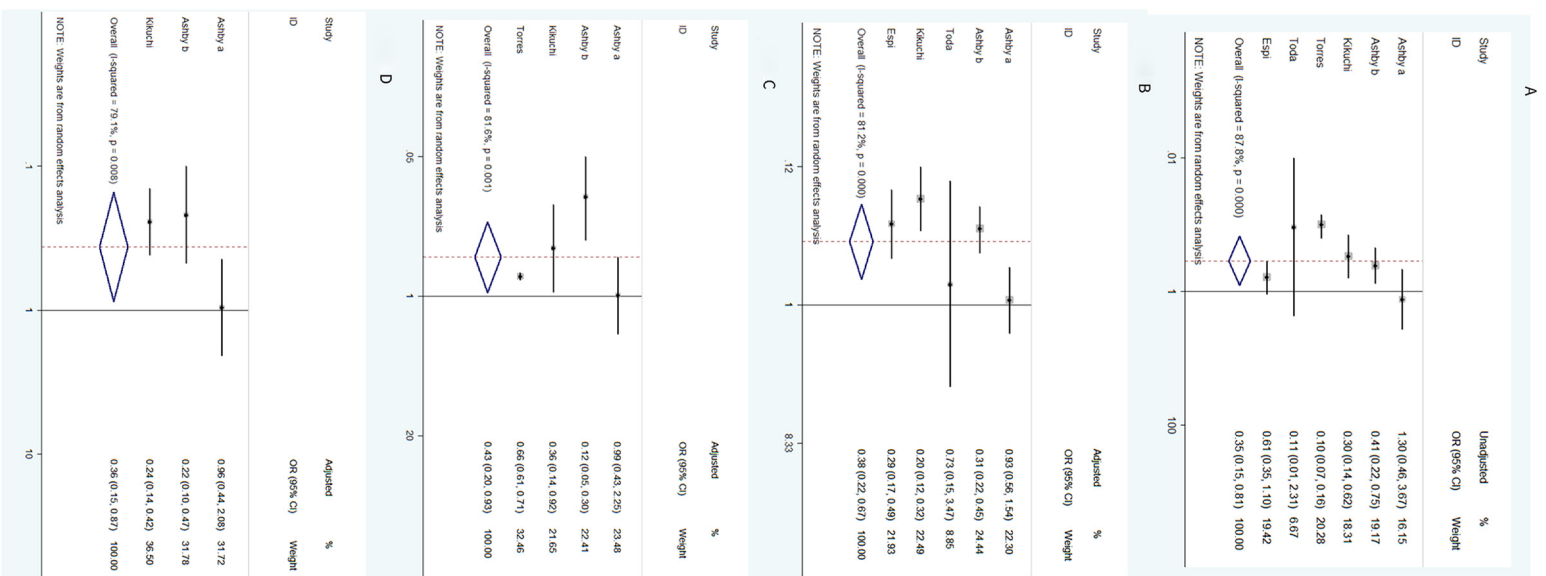 A
Study Unadjusted %
ID OR (95% CI) Weight
Ashby a 1.30 (0.46, 3.67) 16.15
Ashby b 0.41 (0.22, 0.75) 19.17
Kikuchi 0.30 (0.14, 0.62) 18.31
Torres 0.10 (0.07, 0.16) 20.28
Toda 0.11 (0.01, 2.31) 6.67
Espi 0.61 (0.35, 1.10) 19.42
Overall (I-squared = 87.8%, p = 0.000) 0.35 (0.15, 0.81) 100.00
NOTE: Weights are from random effects analysis
.01 1 100
B
Study Adjusted %
ID OR (95% CI) Weight
Ashby a 0.93 (0.56, 1.54) 22.30
Ashby b 0.31 (0.22, 0.45) 24.44
Toda 0.73 (0.15, 3.47) 8.85
Kikuchi 0.20 (0.12, 0.32) 22.49
Espi 0.29 (0.17, 0.49) 21.93
Overall (I-squared = 81.2%, p = 0.000) 0.38 (0.22, 0.67) 100.00
NOTE: Weights are from random effects analysis
.12 1 8.33
C
Study Adjusted %
ID OR (95% CI) Weight
Ashby a 0.99 (0.43, 2.25) 23.48
Ashby b 0.12 (0.05, 0.30) 22.41
Kikuchi 0.36 (0.14, 0.92) 21.65
Torres 0.66 (0.61, 0.71) 32.46
Overall (I-squared = 81.6%, p = 0.001) 0.43 (0.20, 0.93) 100.00
NOTE: Weights are from random effects analysis
.05 1 20
D
Study Adjusted %
ID OR (95% CI) Weight
Ashby a 0.96 (0.44, 2.08) 31.72
Ashby b 0.22 (0.10, 0.47) 31.78
Kikuchi 0.24 (0.14, 0.42) 36.50
Overall (I-squared = 79.1%, p = 0.008) 0.36 (0.15, 0.87) 100.00
NOTE: Weights are from random effects analysis
.1 1 10